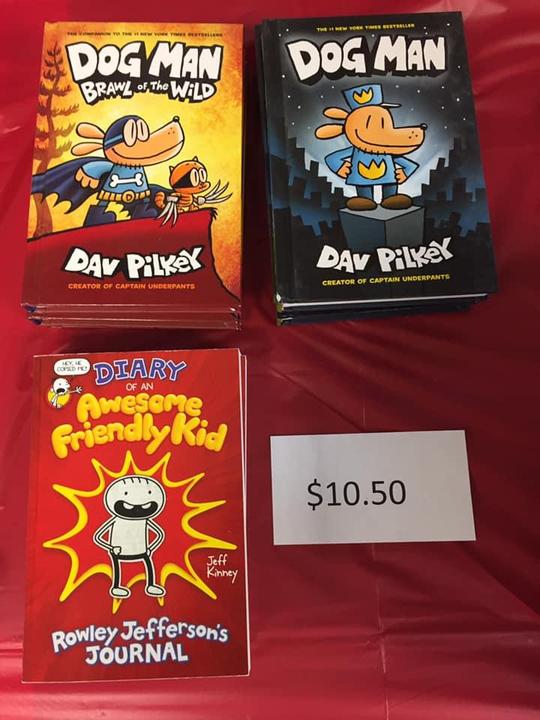 THE COMPANION TO THE #1 NEW YORK TIMES BESTSELLERS
DOG MAN
BRAWL of THE WILD
DAV PILKEY
CREATOR OF CAPTAIN UNDERPANTS
THE #1 NEW YORK TIMES BESTSELLER
DOG MAN
DAV PILKEY
CREATOR OF CAPTAIN UNDERPANTS
HEY, HE
COPIED ME!
DIARY
OF AN
Awesome
Friendly Kid
Jeff
Kinney
Rowley Jefferson's
JOURNAL
$10.50